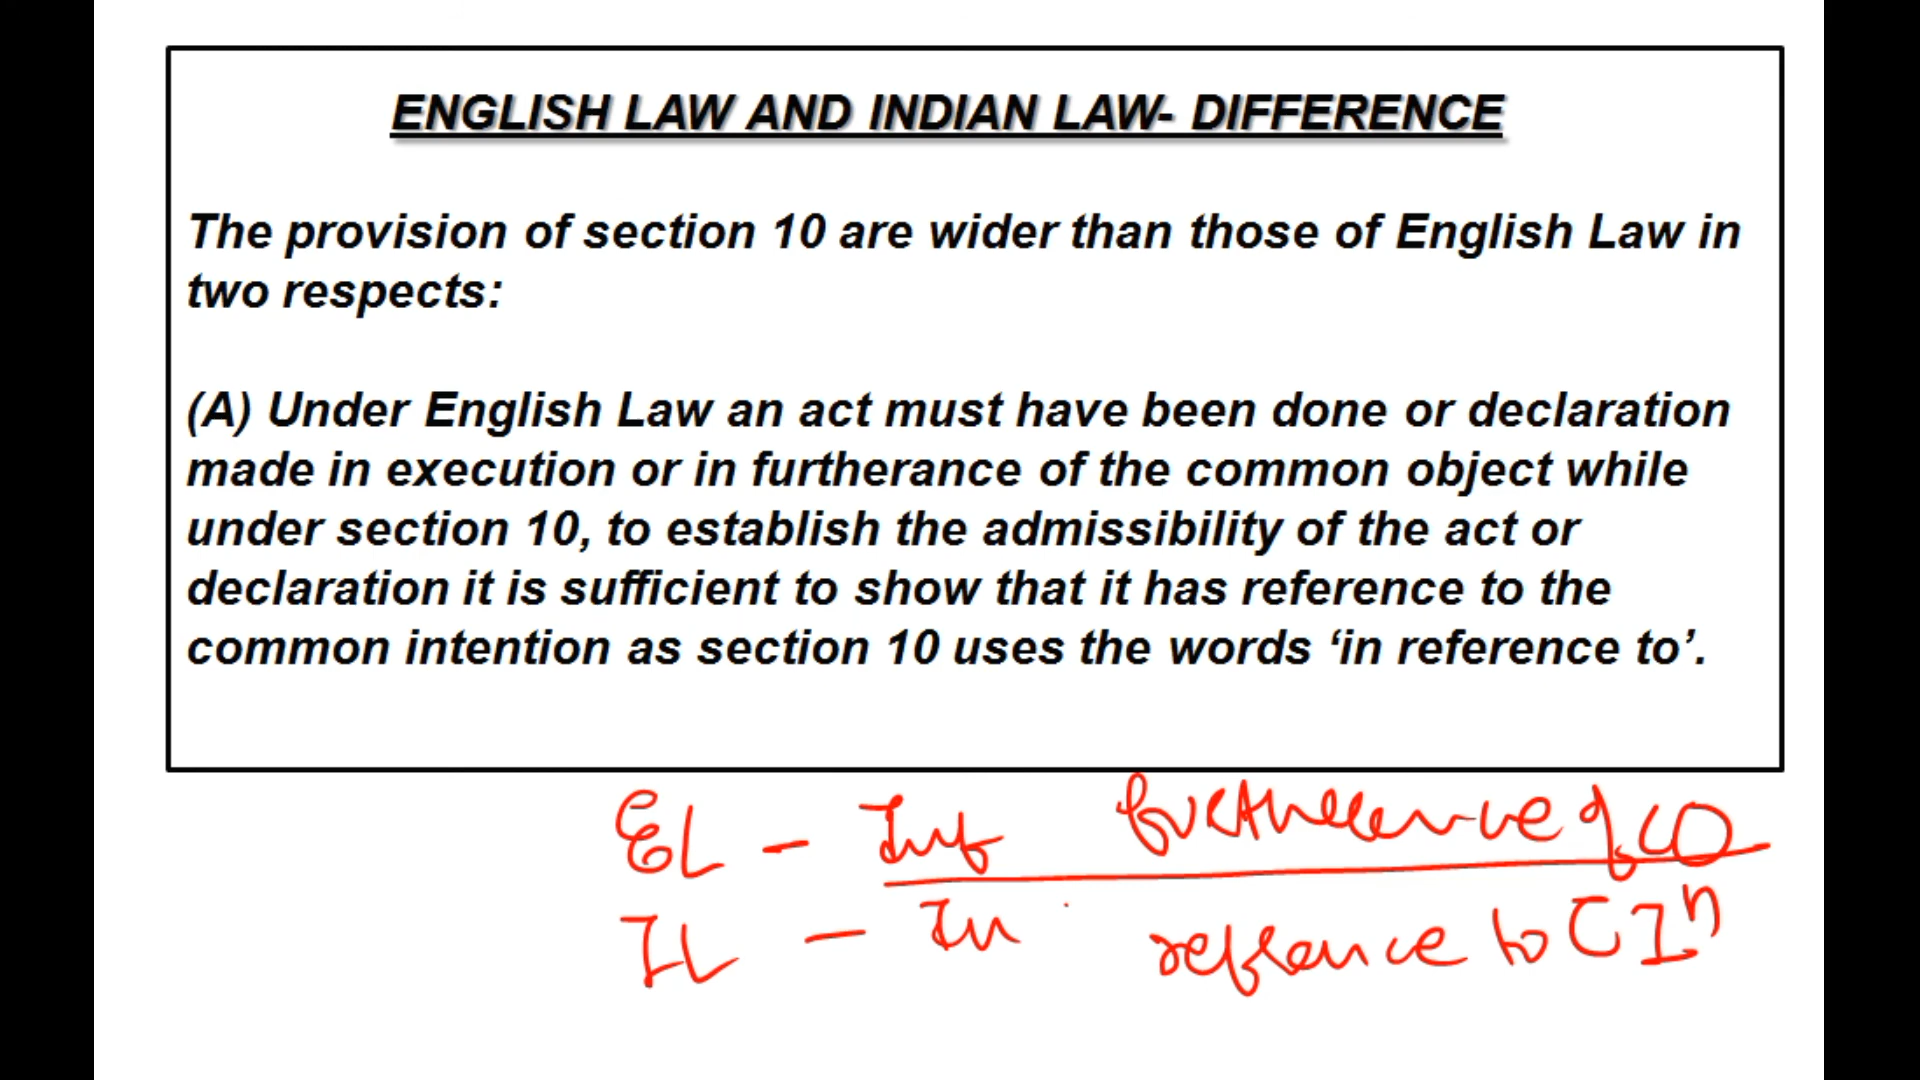 ENGLISH LAW AND INDIAN LAW- DIFFERENCE
The provision of section 10 are wider than those of English Law in
two respects:
(A) Under English Law an act must have been done or declaration
made in execution or in furtherance of the common object while
under section 10, to establish the admissibility of the act or
declaration it is sufficient to show that it has reference to the
common intention as section 10 uses the words ‘in reference to’.
EL - furtherence of CO
IL - In reference to CIn